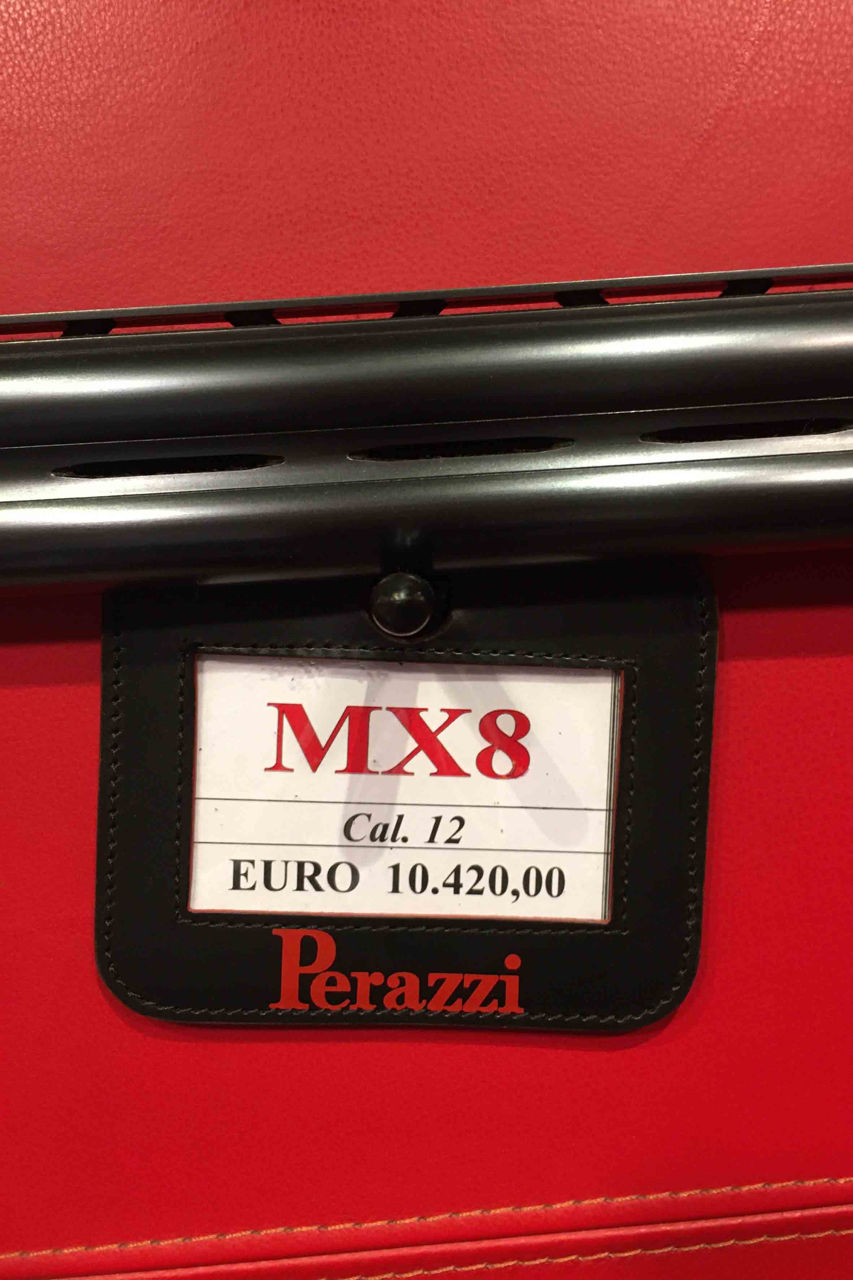 MX8
Cal. 12
EURO 10.420,00
Perazzi